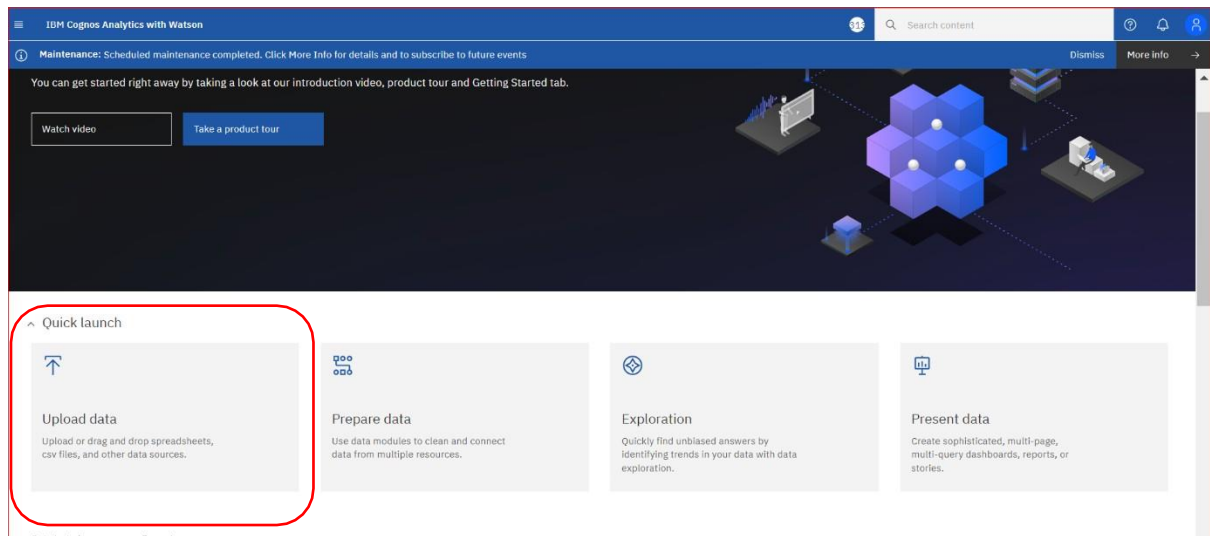 IBM Cognos Analytics with Watson
Search content
Maintenance: Scheduled maintenance completed. Click More Info for details and to subscribe to future events
Dismiss
More info
You can get started right away by taking a look at our introduction video, product tour and Getting Started tab.
Watch video
Take a product tour
Quick launch
Upload data
Upload or drag and drop spreadsheets,
csv files, and other data sources.
Prepare data
Use data modules to clean and connect
data from multiple resources.
Exploration
Quickly find unbiased answers by
identifying trends in your data with data
exploration.
Present data
Create sophisticated, multi-page,
multi-query dashboards, reports, or
stories.